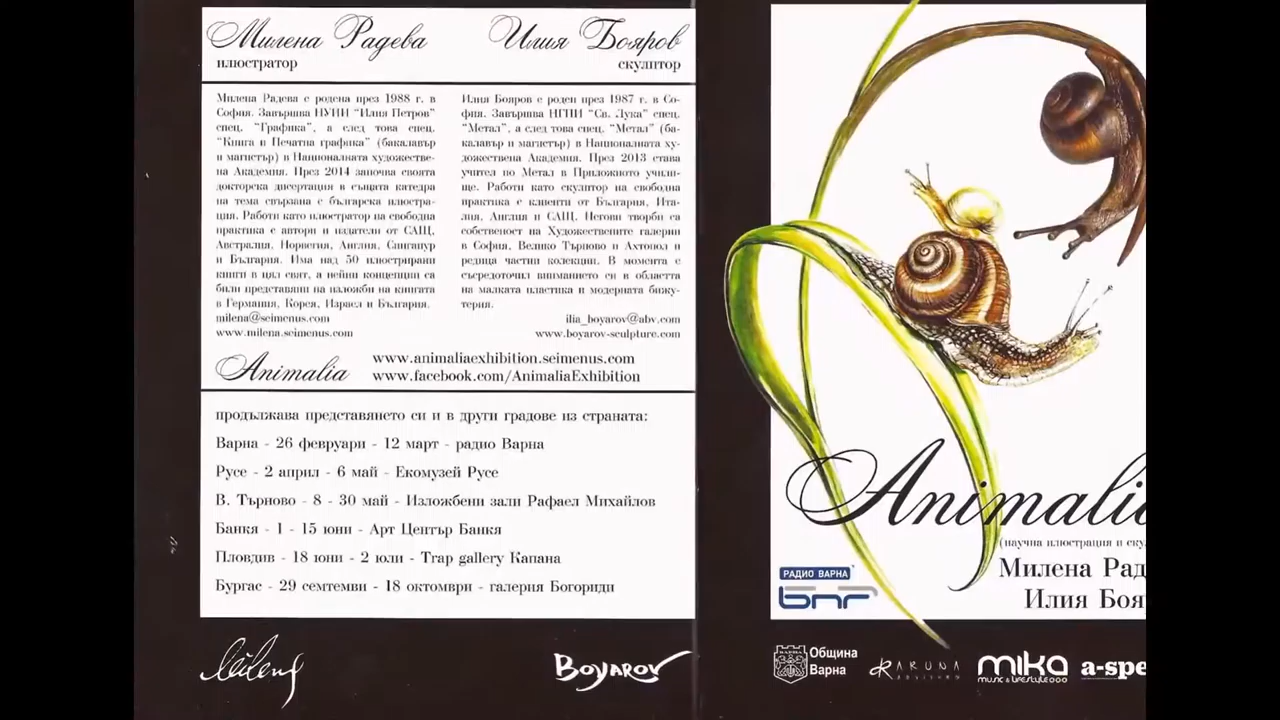 Милена Радева
илюстратор
Илия Бояров
скулптор
Милена Радева е родена през 1988 г. в
София. Завършва НУИИ "Илия Петров"
спец. "Графика", а след това спец.
"Книга и Печатна графика" (бакалавър
и магистър) в Националната художестве-
на Академия. През 2014 започва своята
докторска дисертация в същата катедра
на тема свързана с българска илюстра-
ция. Работи като илюстратор на свободна
практика с автори и издатели от САЩ,
Австралия, Норвегия, Англия, Сингапур
и България. Има над 50 илюстрирани
книги в цял свят, а нейни концепции са
били представяни на изложби на книгата
в Германия, Корея, Израел и България.
milena@seimenus.com
www.milena.seimenus.com
Илия Бояров е роден през 1987 г. в Со-
фия. Завършва НГПИ "Св. Лука" спец.
"Метал", а след това спец. "Метал" (ба-
калавър и магистър) в Националната ху-
дожествена Академия. През 2013 става
учител по Метал в Приложното учили-
ще. Работи като скулптор на свободна
практика с клиенти от България, Ита-
лия, Англия и САЩ. Негови творби са
собственост на Художествените галерии
в София, Велико Търново и Ахтопол и
редица частни колекции. В момента е
съсредоточил вниманието си в областта
на малката пластика и модерната бижу-
терия.
ilia_boyarov@abv.com
www.boyarov-sculpture.com
Animalia
www.animaliaexhibition.seimenus.com
www.facebook.com/AnimaliaExhibition
продължава представянето си и в други градове из страната:
Варна - 26 февруари - 12 март - радио Варна
Русе - 2 април - 6 май - Екомузей Русе
В. Търново - 8 - 30 май - Изложбени зали Рафаел Михайлов
Банкя - 1 - 15 юни - Арт Център Банкя
Пловдив - 18 юни - 2 юли - Trap gallery Капана
Бургас - 29 семтемви - 18 октомври - галерия Богориди
BOYAROV
Animalia
(научна илюстрация и ску
Милена Рад
Илия Боя
РАДИО ВАРНА
бнр
Община
Варна
KARUNA
mika
MUSIC & LIFESTYLE
a-spe